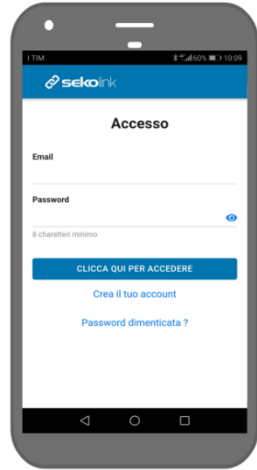 I TIM 60% 10:09
sekolink
Accesso
Email
Password
8 charatteri minimo
CLICCA QUI PER ACCEDERE
Crea il tuo account
Password dimenticata ?